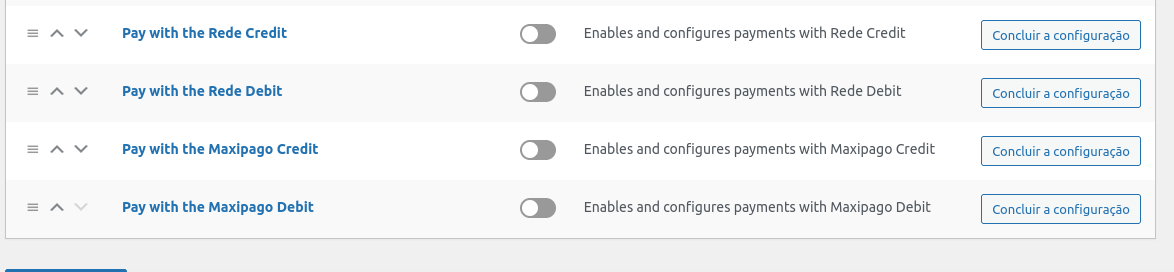 Pay with the Rede Credit Enables and configures payments with Rede Credit Concluir a configuração
Pay with the Rede Debit Enables and configures payments with Rede Debit Concluir a configuração
Pay with the Maxipago Credit Enables and configures payments with Maxipago Credit Concluir a configuração
Pay with the Maxipago Debit Enables and configures payments with Maxipago Debit Concluir a configuração